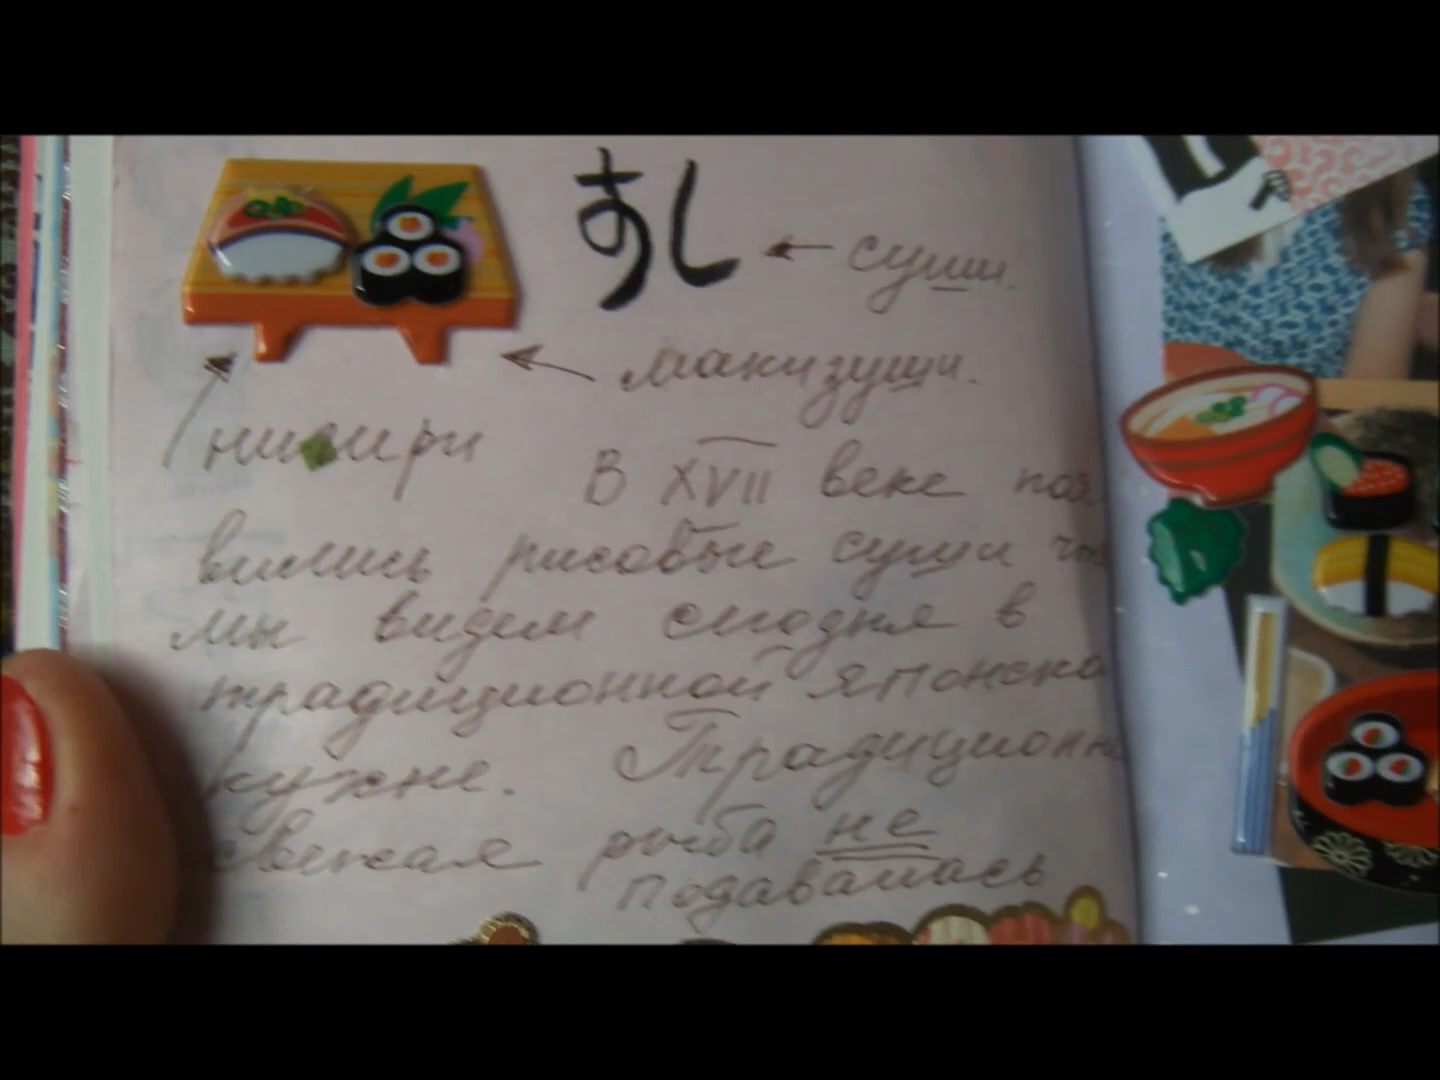 すし
суши.
макизуши.
нигири
В XVII веке поя-
вились рисовые суши что
мы видим сегодня в
традиционной японско
кухне. Традиционн
свежая рыба не
подавалась